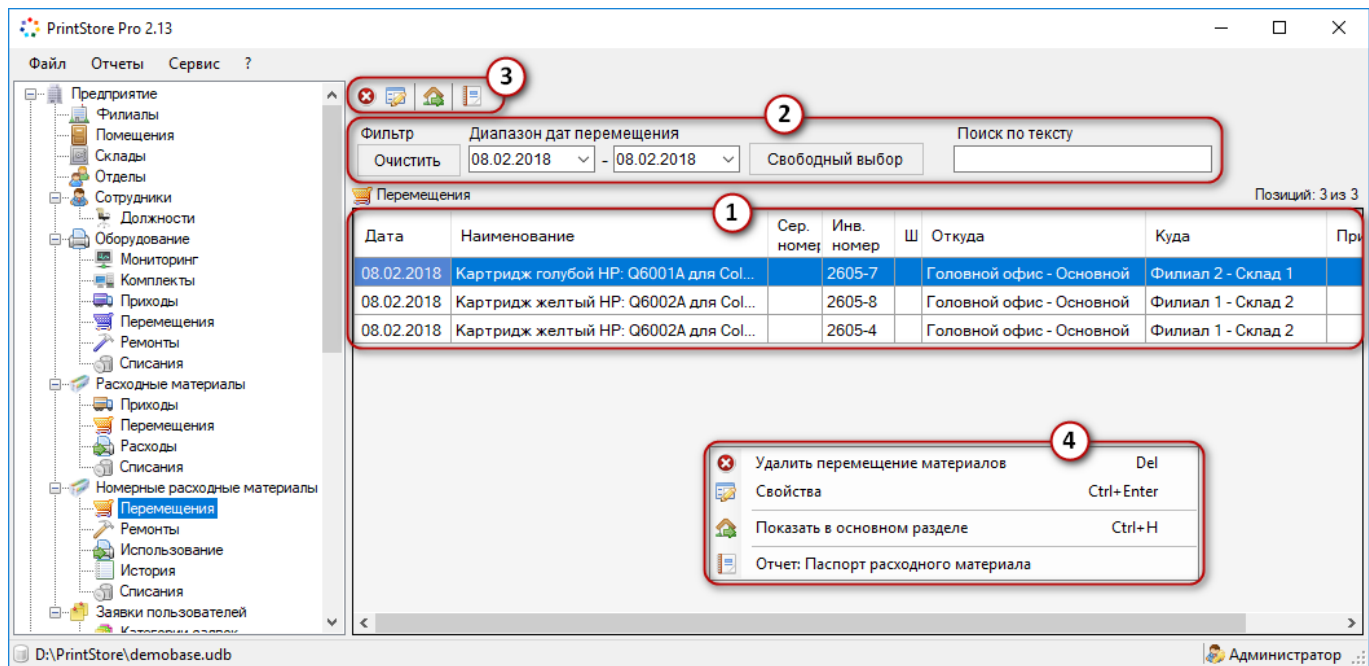 PrintStore Pro 2.13
Файл Отчеты Сервис ?
Предприятие
Филиалы
Помещения
Склады
Отделы
Сотрудники
Должности
Оборудование
Мониторинг
Комплекты
Приходы
Перемещения
Ремонты
Списания
Расходные материалы
Приходы
Перемещения
Расходы
Списания
Номерные расходные материалы
Перемещения
Ремонты
Использование
История
Списания
Заявки пользователей
Категории заявок
3
2
Фильтр Диапазон дат перемещения Поиск по тексту
Очистить 08.02.2018 - 08.02.2018 Свободный выбор
Перемещения Позиций: 3 из 3
1
Дата Наименование Сер. номер Инв. номер Ш Откуда Куда При
08.02.2018 Картридж голубой HP: Q6001A для Col... 2605-7 Головной офис - Основной Филиал 2 - Склад 1
08.02.2018 Картридж желтый HP: Q6002A для Col... 2605-8 Головной офис - Основной Филиал 1 - Склад 2
08.02.2018 Картридж желтый HP: Q6002A для Col... 2605-4 Головной офис - Основной Филиал 1 - Склад 2
4
Удалить перемещение материалов Del
Свойства Ctrl+Enter
Показать в основном разделе Ctrl+H
Отчет: Паспорт расходного материала
D:\PrintStore\demobase.udb Администратор